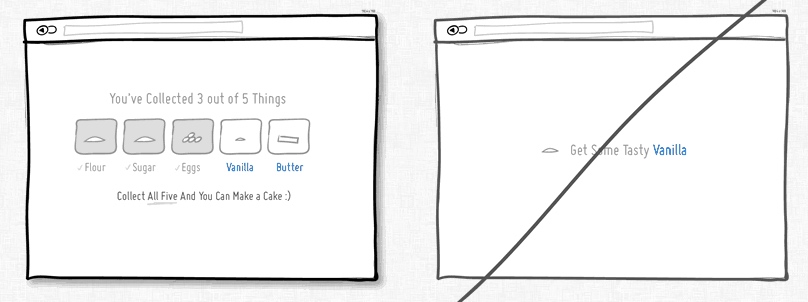 You've Collected 3 out of 5 Things
✓Flour ✓Sugar ✓Eggs Vanilla Butter
Collect All Five And You Can Make a Cake :)
Get Some Tasty Vanilla